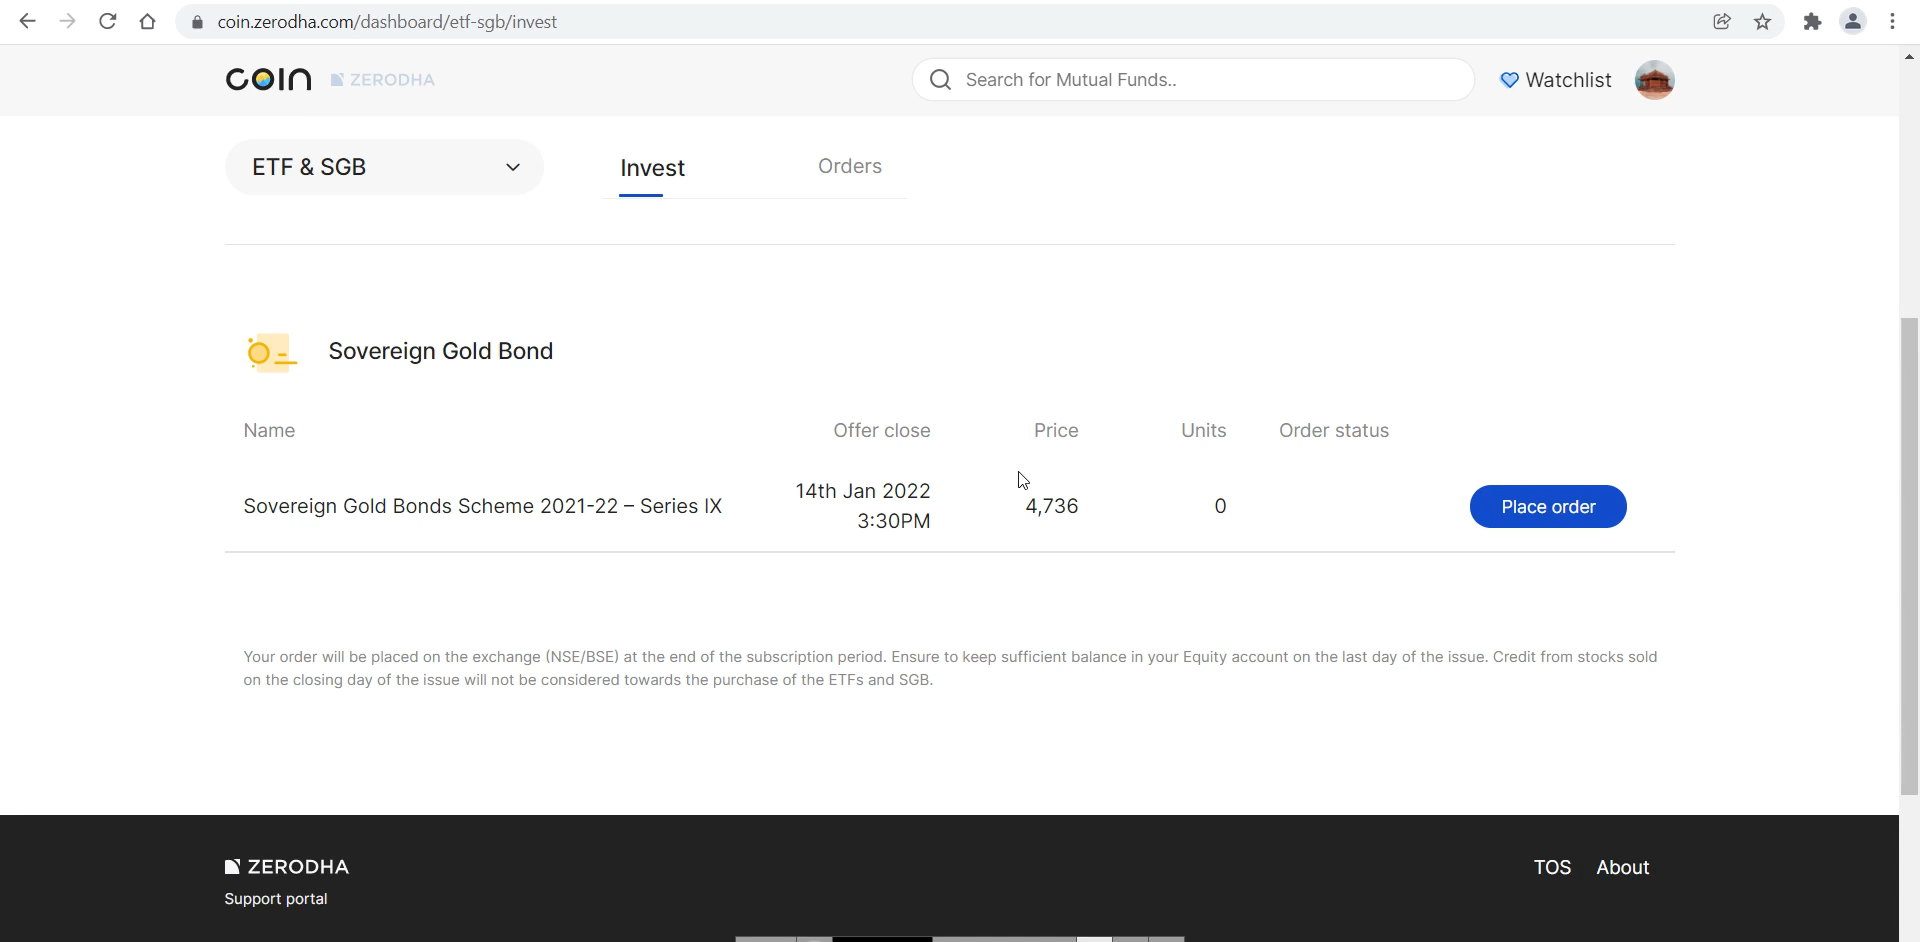 coin.zerodha.com/dashboard/etf-sgb/invest
coin ZERODHA
Search for Mutual Funds..
Watchlist
ETF & SGB
Invest
Orders
Sovereign Gold Bond
Name Offer close Price Units Order status
14th Jan 2022
Sovereign Gold Bonds Scheme 2021-22 – Series IX 4,736 0 Place order
3:30PM
Your order will be placed on the exchange (NSE/BSE) at the end of the subscription period. Ensure to keep sufficient balance in your Equity account on the last day of the issue. Credit from stocks sold
on the closing day of the issue will not be considered towards the purchase of the ETFs and SGB.
ZERODHA
TOS About
Support portal